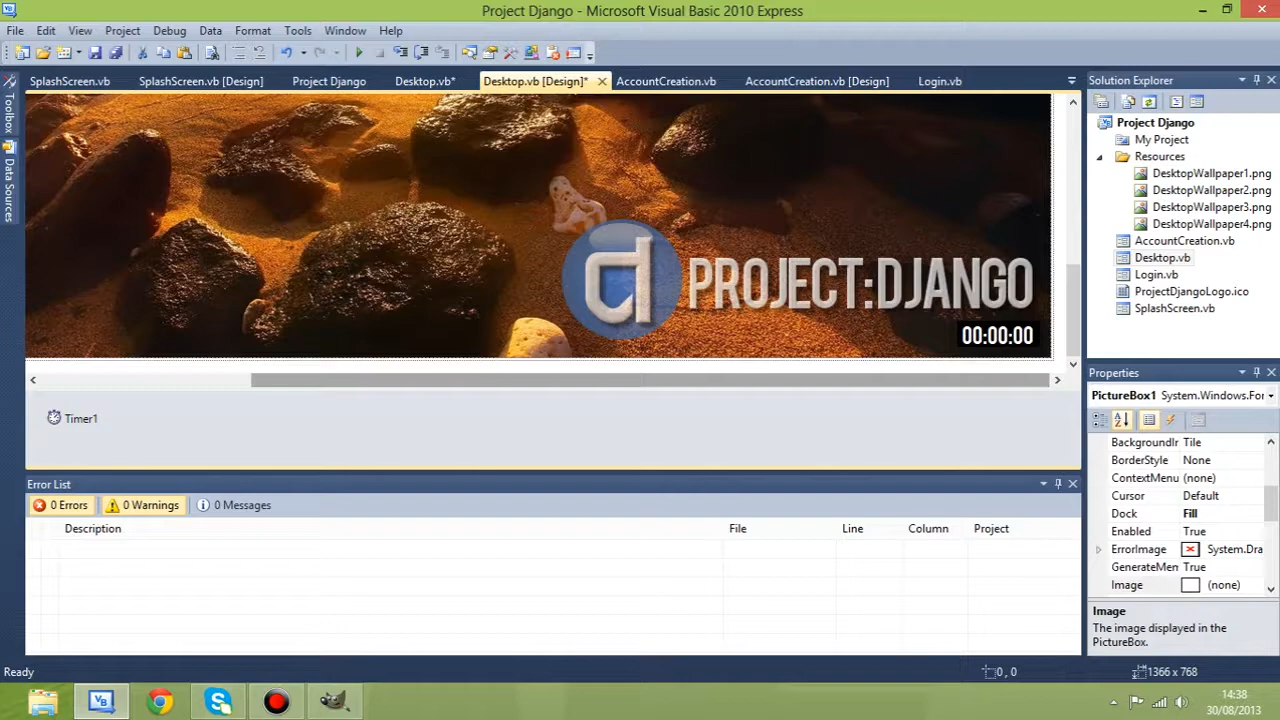 Project Django - Microsoft Visual Basic 2010 Express
File Edit View Project Debug Data Format Tools Window Help
SplashScreen.vb SplashScreen.vb [Design] Project Django Desktop.vb* Desktop.vb [Design]* AccountCreation.vb AccountCreation.vb [Design] Login.vb
Toolbox
Data Sources
PROJECT:DJANGO
00:00:00
Timer1
Error List
0 Errors 0 Warnings 0 Messages
Description File Line Column Project
Solution Explorer
Project Django
My Project
Resources
DesktopWallpaper1.png
DesktopWallpaper2.png
DesktopWallpaper3.png
DesktopWallpaper4.png
AccountCreation.vb
Desktop.vb
Login.vb
ProjectDjangoLogo.ico
SplashScreen.vb
Properties
PictureBox1 System.Windows.For
BackgroundIr Tile
BorderStyle None
ContextMenu (none)
Cursor Default
Dock Fill
Enabled True
ErrorImage System.Dra
GenerateMen True
Image (none)
Image
The image displayed in the
PictureBox.
Ready 0 , 0 1366 x 768
14:38
30/08/2013